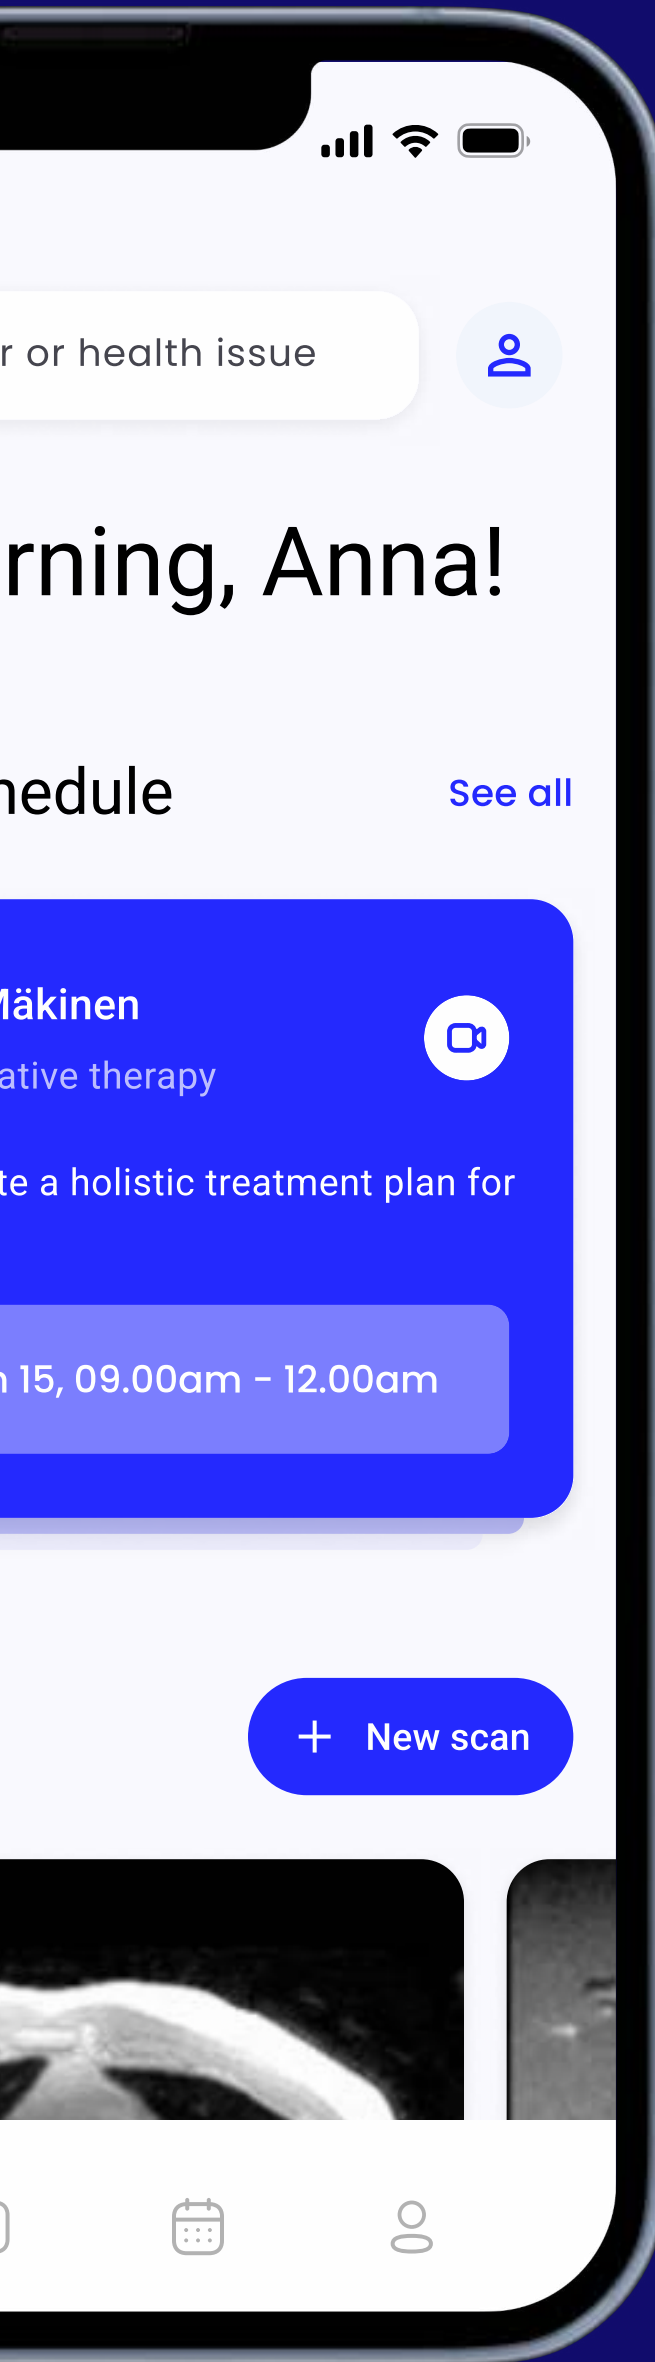 r or health issue
rning, Anna!
hedule
See all
Mäkinen
ative therapy
te a holistic treatment plan for
n 15, 09.00am - 12.00am
New scan